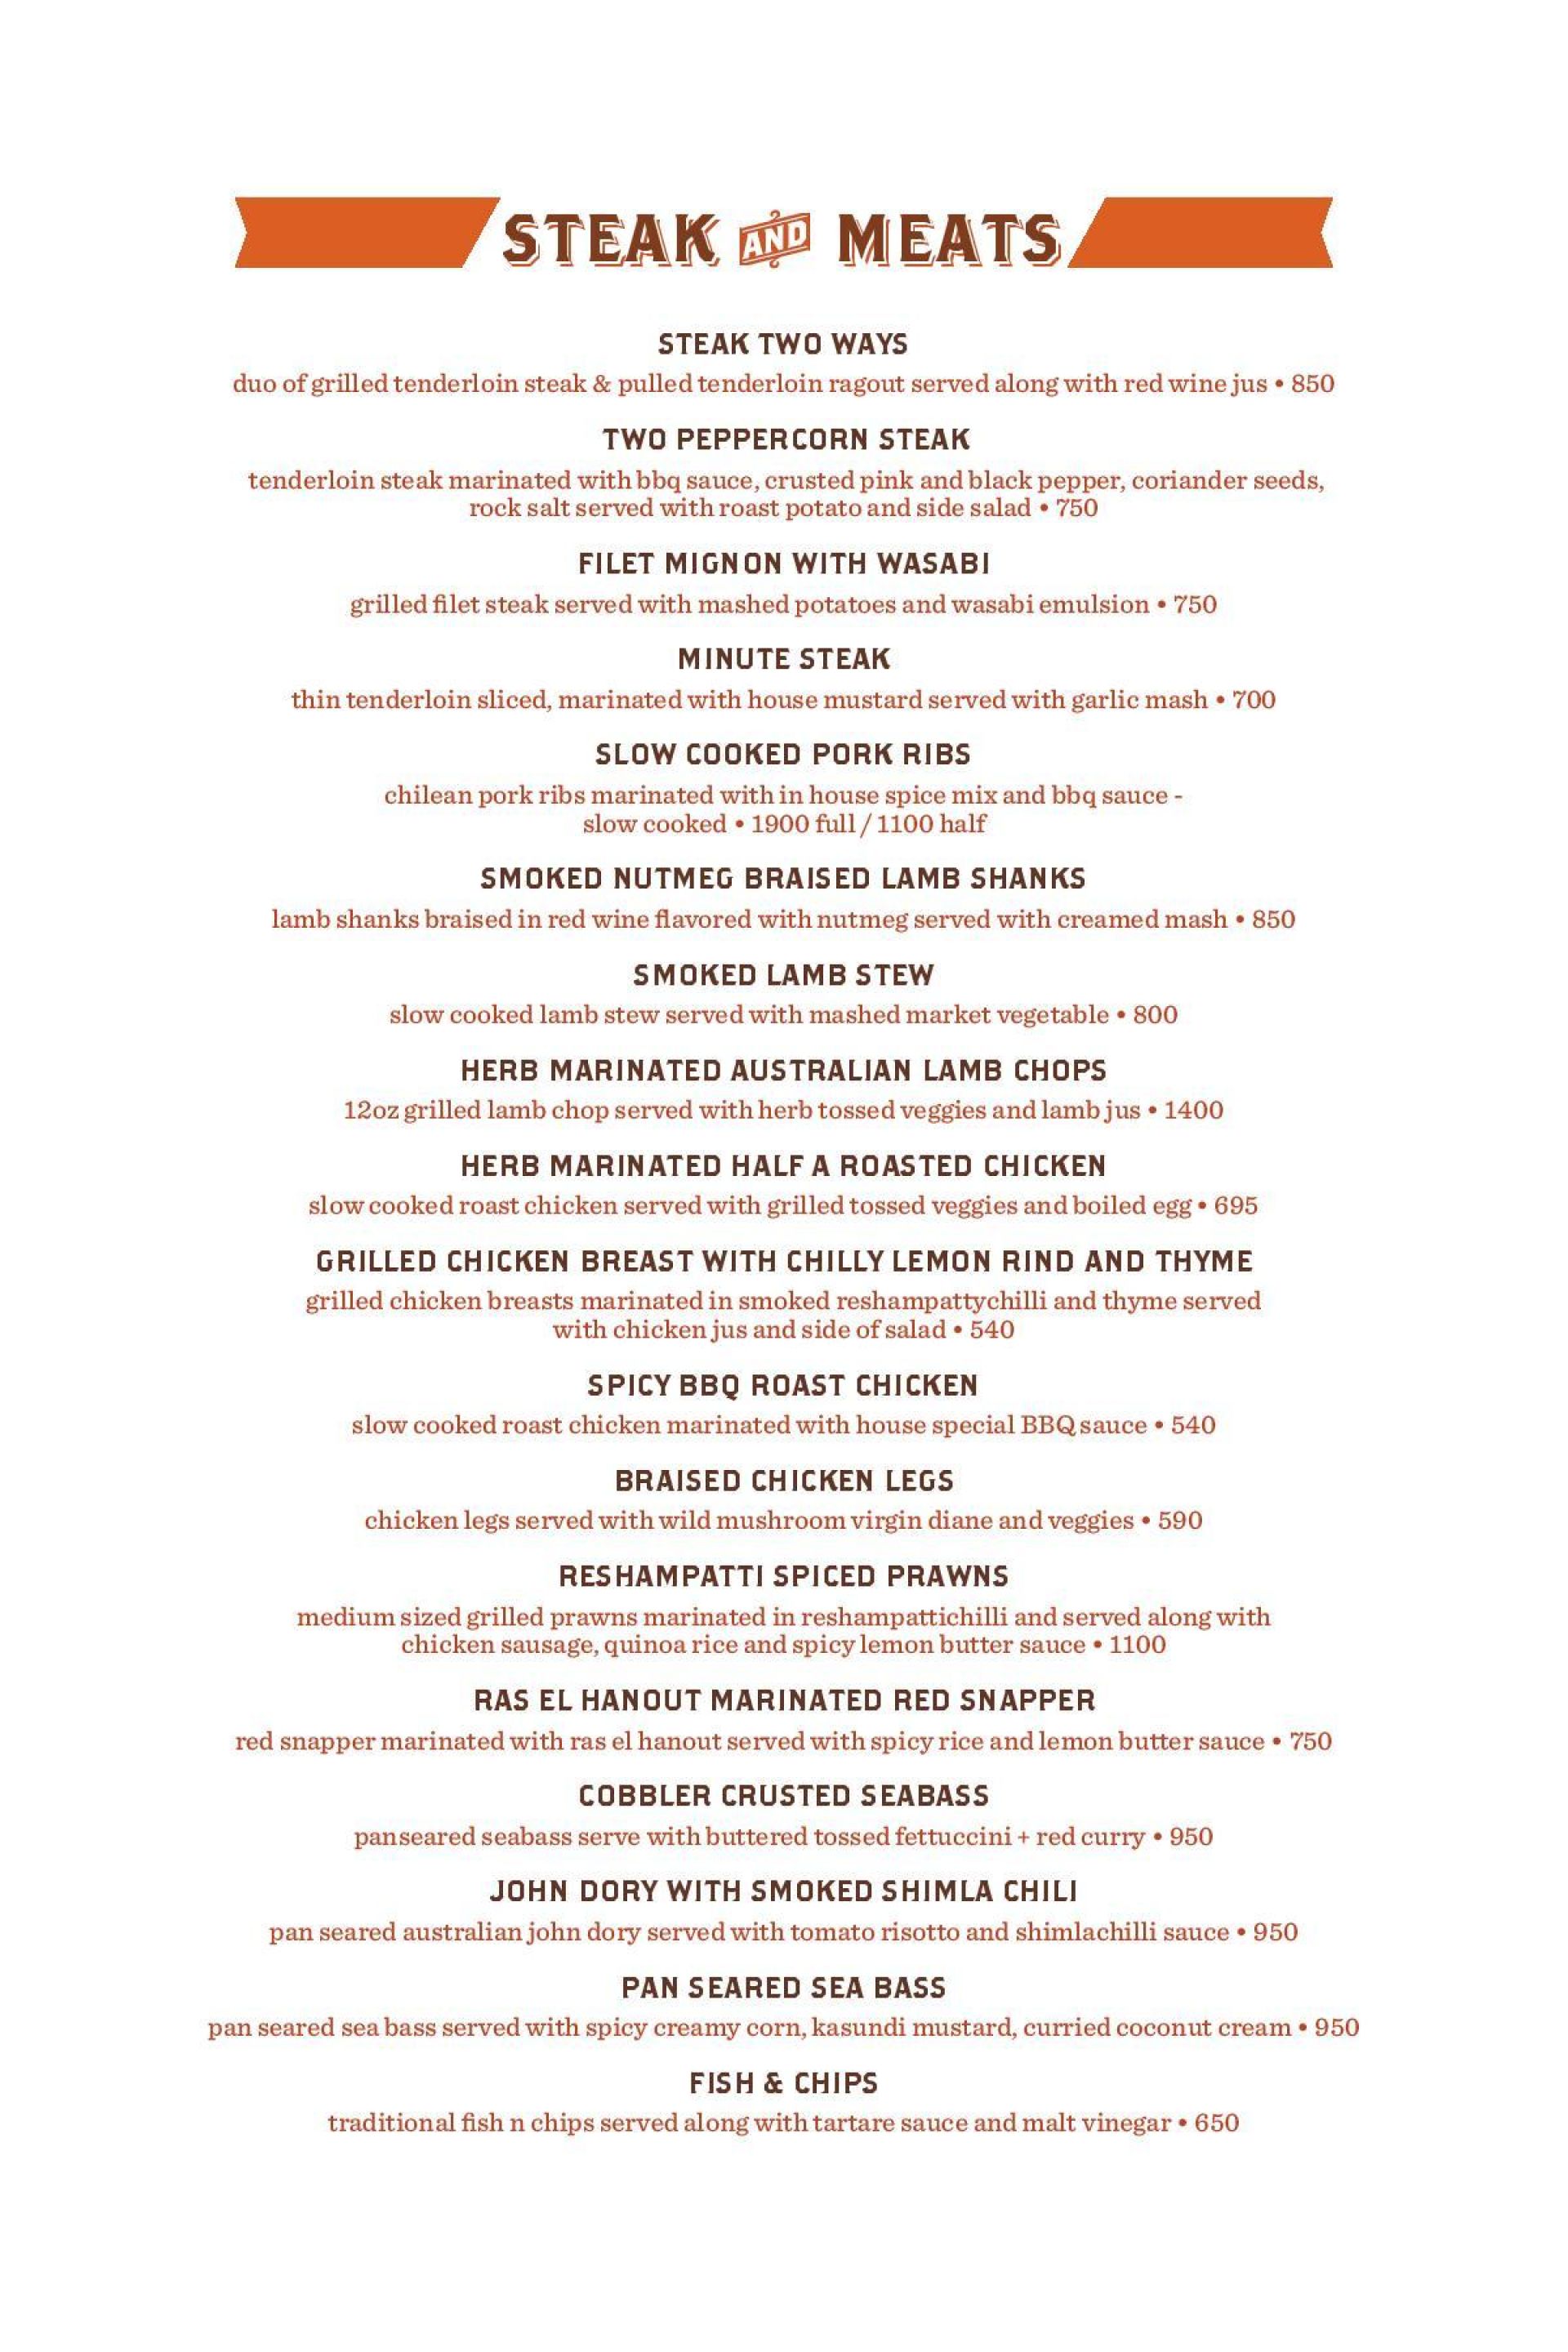 STEAK AND MEATS
STEAK TWO WAYS
duo of grilled tenderloin steak & pulled tenderloin ragout served along with red wine jus • 850
TWO PEPPERCORN STEAK
tenderloin steak marinated with bbq sauce, crusted pink and black pepper, coriander seeds,
rock salt served with roast potato and side salad • 750
FILET MIGNON WITH WASABI
grilled filet steak served with mashed potatoes and wasabi emulsion • 750
MINUTE STEAK
thin tenderloin sliced, marinated with house mustard served with garlic mash • 700
SLOW COOKED PORK RIBS
chilean pork ribs marinated with in house spice mix and bbq sauce -
slow cooked • 1900 full / 1100 half
SMOKED NUTMEG BRAISED LAMB SHANKS
lamb shanks braised in red wine flavored with nutmeg served with creamed mash • 850
SMOKED LAMB STEW
slow cooked lamb stew served with mashed market vegetable • 800
HERB MARINATED AUSTRALIAN LAMB CHOPS
12oz grilled lamb chop served with herb tossed veggies and lamb jus • 1400
HERB MARINATED HALF A ROASTED CHICKEN
slow cooked roast chicken served with grilled tossed veggies and boiled egg • 695
GRILLED CHICKEN BREAST WITH CHILLY LEMON RIND AND THYME
grilled chicken breasts marinated in smoked reshampattychilli and thyme served
with chicken jus and side of salad • 540
SPICY BBQ ROAST CHICKEN
slow cooked roast chicken marinated with house special BBQ sauce • 540
BRAISED CHICKEN LEGS
chicken legs served with wild mushroom virgin diane and veggies • 590
RESHAMPATTI SPICED PRAWNS
medium sized grilled prawns marinated in reshampattichilli and served along with
chicken sausage, quinoa rice and spicy lemon butter sauce • 1100
RAS EL HANOUT MARINATED RED SNAPPER
red snapper marinated with ras el hanout served with spicy rice and lemon butter sauce • 750
COBBLER CRUSTED SEABASS
panseared seabass serve with buttered tossed fettuccini + red curry • 950
JOHN DORY WITH SMOKED SHIMLA CHILI
pan seared australian john dory served with tomato risotto and shimlachilli sauce • 950
PAN SEARED SEA BASS
pan seared sea bass served with spicy creamy corn, kasundi mustard, curried coconut cream • 950
FISH & CHIPS
traditional fish n chips served along with tartare sauce and malt vinegar • 650